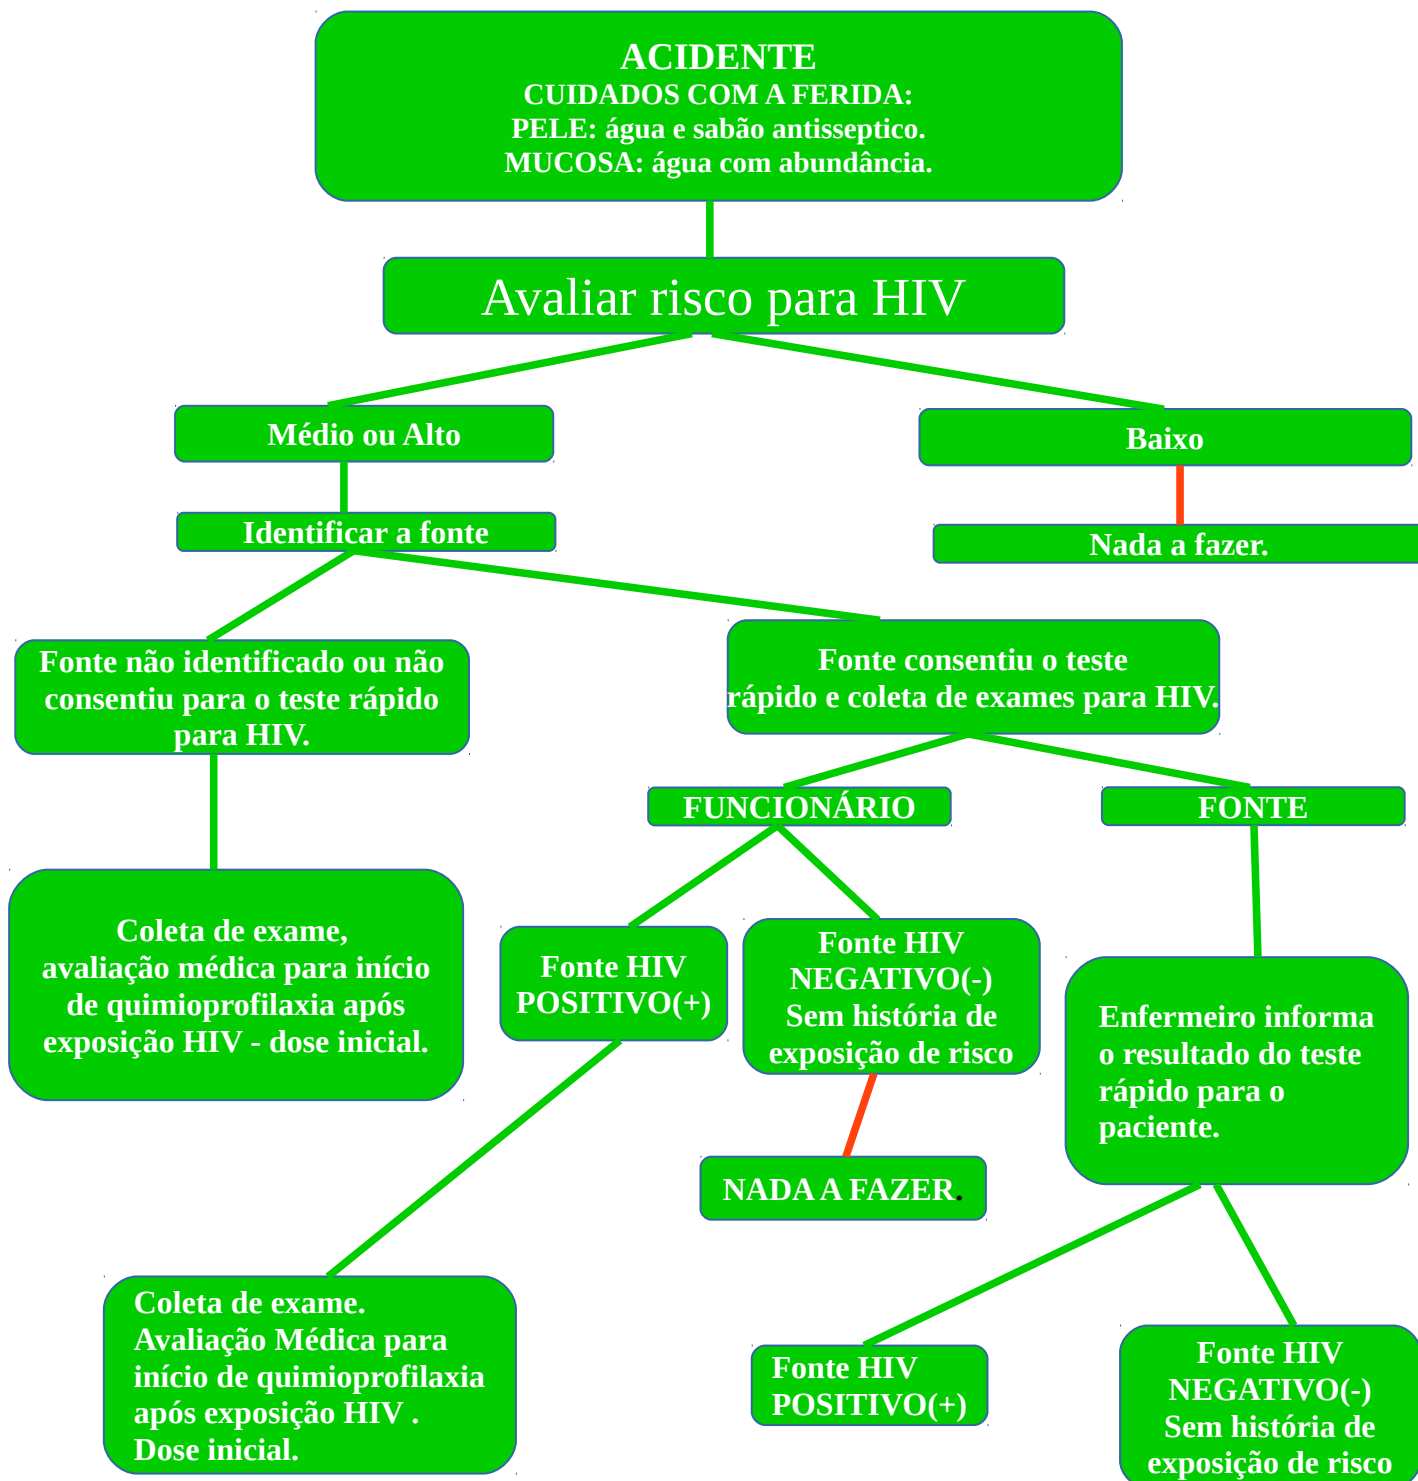 ACIDENTE
CUIDADOS COM A FERIDA:
PELE: água e sabão antisseptico.
MUCOSA: água com abundância.
Avaliar risco para HIV
Médio ou Alto
Baixo
Identificar a fonte
Nada a fazer.
Fonte não identificado ou não
consentiu para o teste rápido
para HIV.
Fonte consentiu o teste
rápido e coleta de exames para HIV.
FUNCIONÁRIO
FONTE
Coleta de exame,
avaliação médica para início
de quimioprofilaxia após
exposição HIV - dose inicial.
Fonte HIV
POSITIVO(+)
Fonte HIV
NEGATIVO(-)
Sem história de
exposição de risco
Enfermeiro informa
o resultado do teste
rápido para o
paciente.
NADA A FAZER.
Coleta de exame.
Avaliação Médica para
início de quimioprofilaxia
após exposição HIV .
Dose inicial.
Fonte HIV
POSITIVO(+)
Fonte HIV
NEGATIVO(-)
Sem história de
exposição de risco